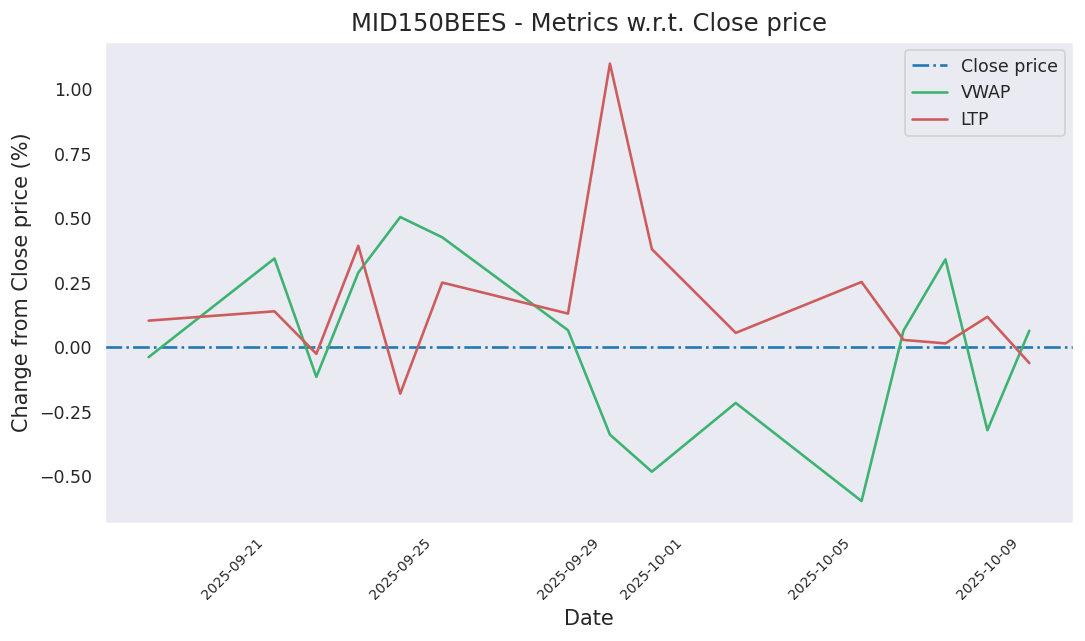 MID150BEES - Metrics w.r.t. Close price
Change from Close price (%)
1.00
0.75
0.50
0.25
0.00
−0.25
−0.50
Close price
VWAP
LTP
2025-09-21
2025-09-25
2025-09-29
2025-10-01
2025-10-05
2025-10-09
Date